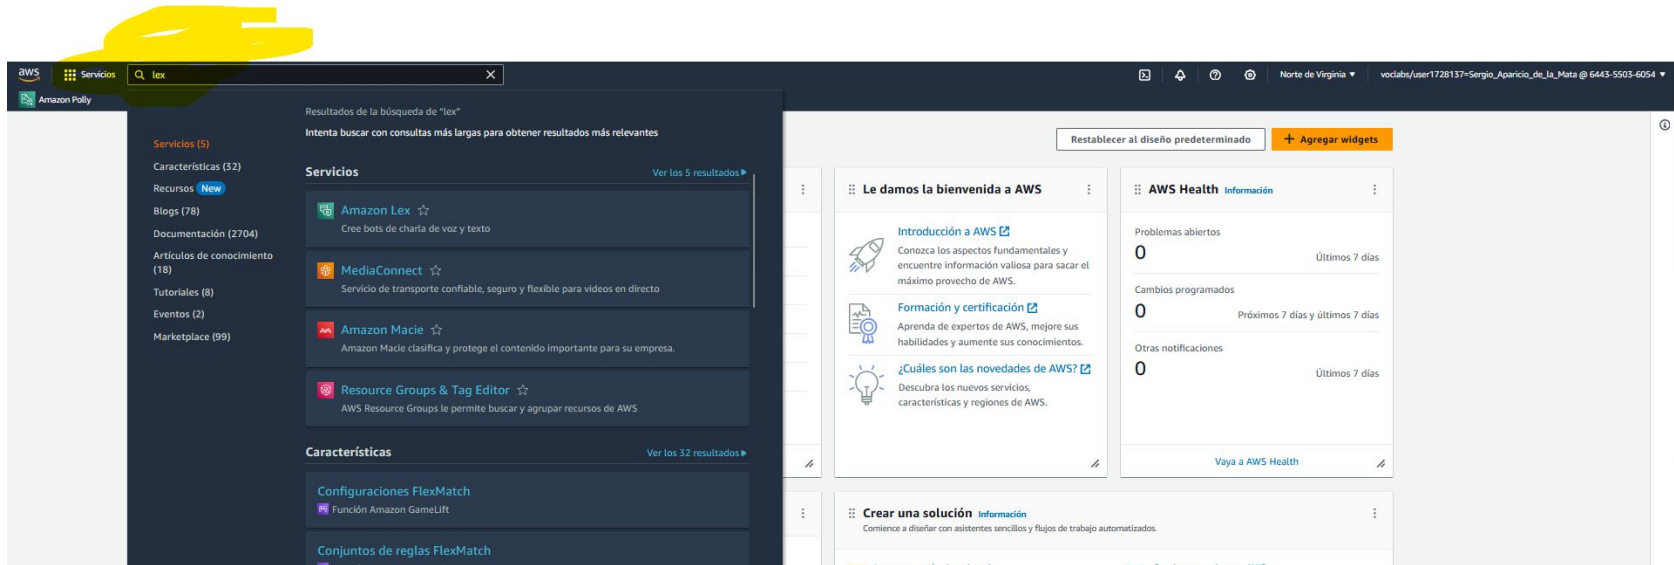 aws
Servicios
lex
Norte de Virginia
voclabs/user1728137=Sergio_Aparicio_de_la_Mata @ 6443-5503-6054
Amazon Polly
Servicios (5)
Características (32)
Recursos New
Blogs (78)
Documentación (2704)
Artículos de conocimiento
(18)
Tutoriales (8)
Eventos (2)
Marketplace (99)
Resultados de la búsqueda de "lex"
Intenta buscar con consultas más largas para obtener resultados más relevantes
Servicios
Ver los 5 resultados
Amazon Lex
Cree bots de charla de voz y texto
MediaConnect
Servicio de transporte confiable, seguro y flexible para videos en directo
Amazon Macie
Amazon Macie clasifica y protege el contenido importante para su empresa.
Resource Groups & Tag Editor
AWS Resource Groups le permite buscar y agrupar recursos de AWS
Características
Ver los 32 resultados
Configuraciones FlexMatch
Función Amazon GameLift
Conjuntos de reglas FlexMatch
Restablecer al diseño predeterminado
+ Agregar widgets
Le damos la bienvenida a AWS
Introducción a AWS
Conozca los aspectos fundamentales y
encuentre información valiosa para sacar el
máximo provecho de AWS.
Formación y certificación
Aprenda de expertos de AWS, mejore sus
habilidades y aumente sus conocimientos.
¿Cuáles son las novedades de AWS?
Descubra los nuevos servicios,
características y regiones de AWS.
AWS Health Información
Problemas abiertos
0
Últimos 7 días
Cambios programados
0
Próximos 7 días y últimos 7 días
Otras notificaciones
0
Últimos 7 días
Vaya a AWS Health
Crear una solución Información
Comience a diseñar con asistentes sencillos y flujos de trabajo automatizados.